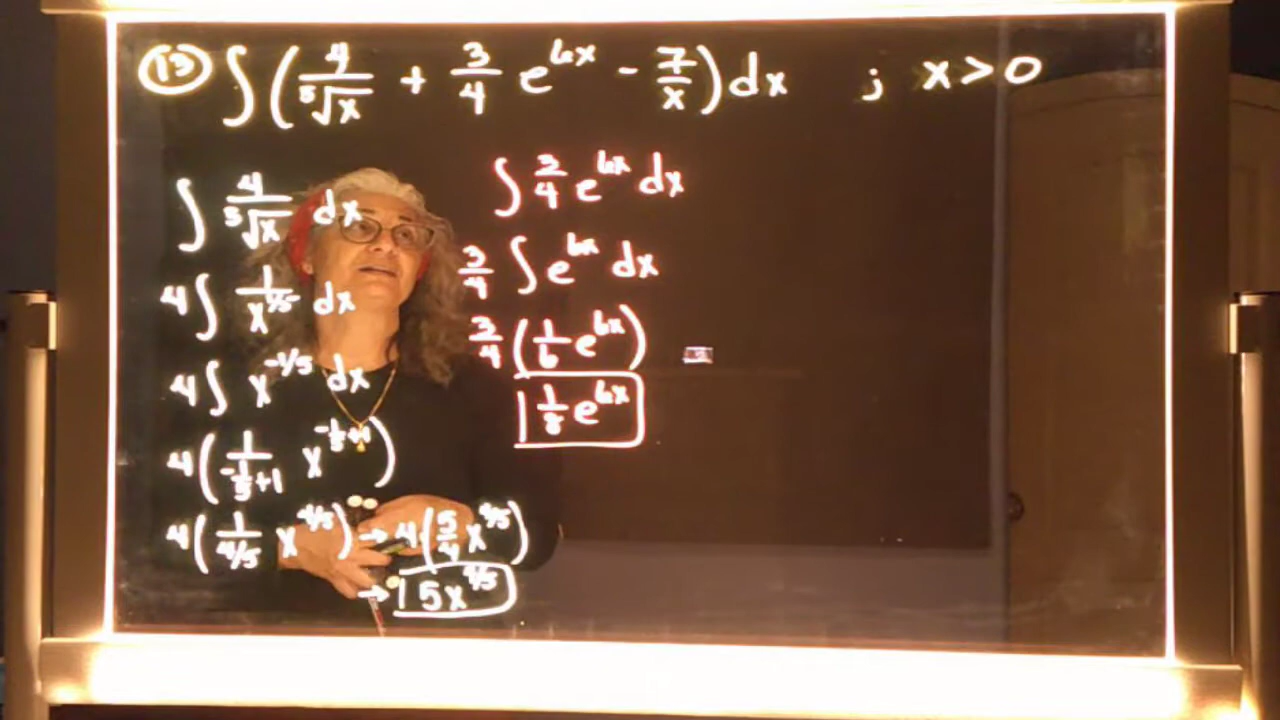 ⑬ ∫ ( 4/⁵√x + 3/4 e^{6x} - 7/x ) dx ; x > 0
∫ 4/⁵√x dx
4 ∫ 1/x^{1/5} dx
4 ∫ x^{-1/5} dx
4 ( 1/(-1/5+1) x^{-1/5+1} )
4 ( 1/(4/5) x^{4/5} ) → 4 ( 5/4 x^{4/5} )
→ 5x^{4/5}
∫ 3/4 e^{6x} dx
3/4 ∫ e^{6x} dx
3/4 ( 1/6 e^{6x} )
1/8 e^{6x}